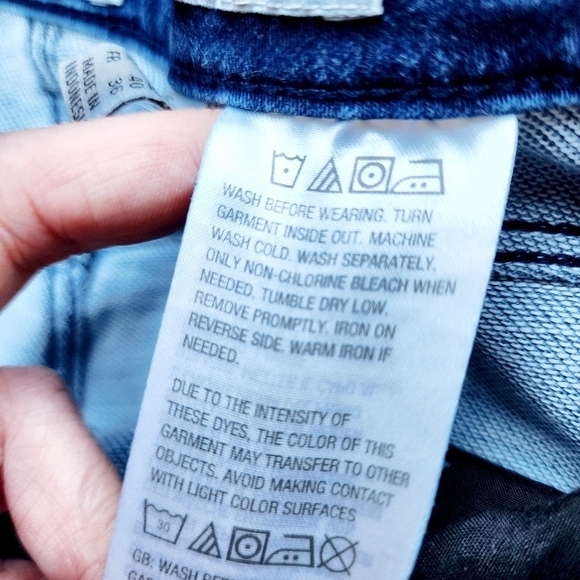 FR 40
36
MADE IN
INDONESIA
WASH BEFORE WEARING. TURN
GARMENT INSIDE OUT. MACHINE
WASH COLD. WASH SEPARATELY.
ONLY NON-CHLORINE BLEACH WHEN
NEEDED. TUMBLE DRY LOW.
REMOVE PROMPTLY. IRON ON
REVERSE SIDE. WARM IRON IF
NEEDED.
DUE TO THE INTENSITY OF
THESE DYES, THE COLOR OF THIS
GARMENT MAY TRANSFER TO OTHER
OBJECTS. AVOID MAKING CONTACT
WITH LIGHT COLOR SURFACES
30
GB: WASH